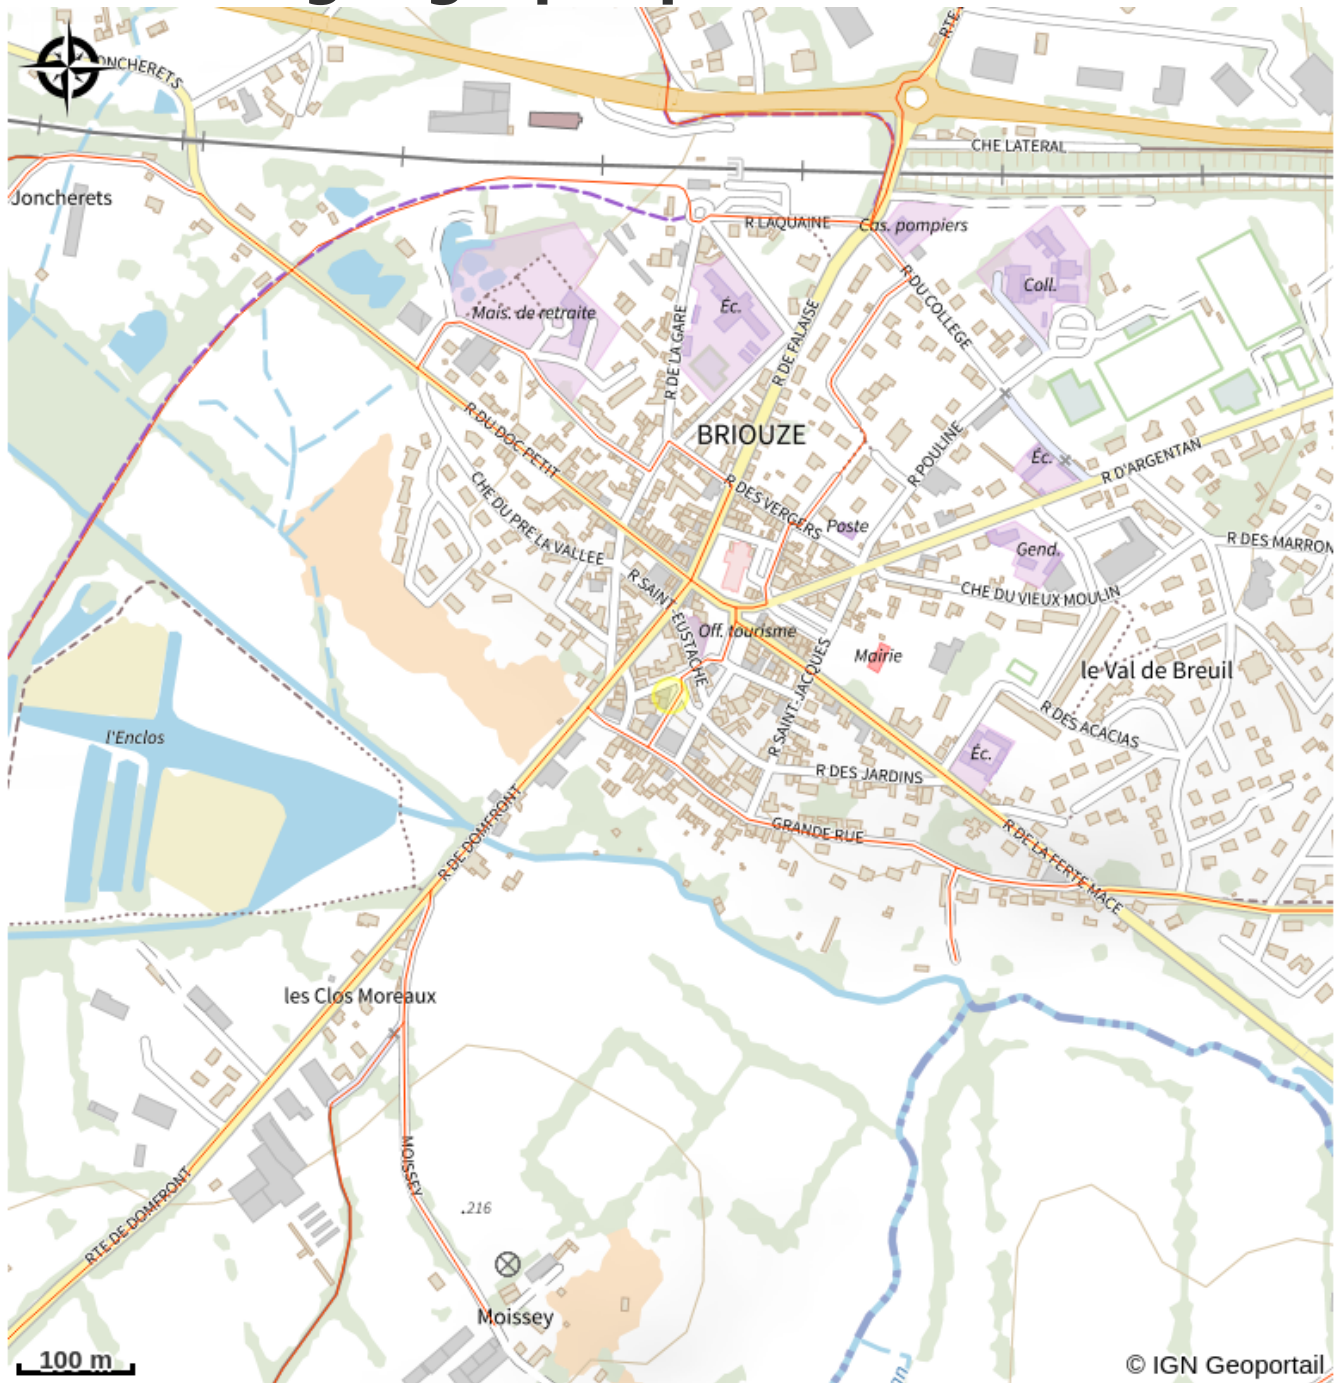 JONCHERETS
RTE
CHE LATERAL
Joncherets
R LAQUAINE
Cas. pompiers
R DU COLLEGE
Coll.
Mais. de retraite
Éc.
R DE LA GARE
R DE FALAISE
BRIOUZE
R DU DOC PETIT
R POULINE
Éc.
R D'ARGENTAN
CHE DU PRE LA VALLEE
R DES VERGERS
Poste
Gend.
R DES MARRON
R SAINT-EUSTACHE
CHE DU VIEUX MOULIN
Off. tourisme
Mairie
le Val de Breuil
R SAINT-JACQUES
R DES ACACIAS
l'Enclos
Éc.
R DES JARDINS
R DE DOMFRONT
GRANDE RUE
R DE LA FERTE MACE
les Clos Moreaux
MOISSEY
216
RTE DE DOMFRONT
Moissey
100 m
© IGN Geoportail